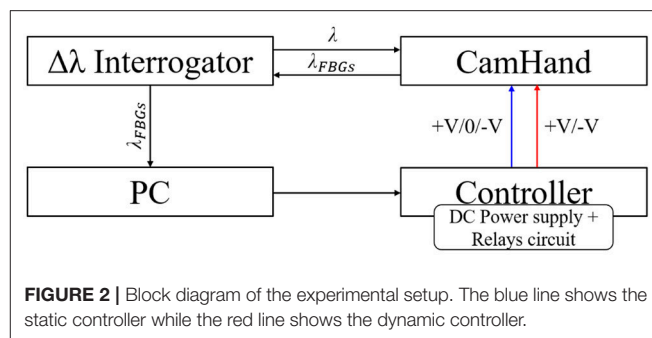 Δλ Interrogator
λ
λ_FBGs
CamHand
λ_FBGs
+V/0/-V
+V/-V
PC
Controller
DC Power supply +
Relays circuit
FIGURE 2 | Block diagram of the experimental setup. The blue line shows the
static controller while the red line shows the dynamic controller.